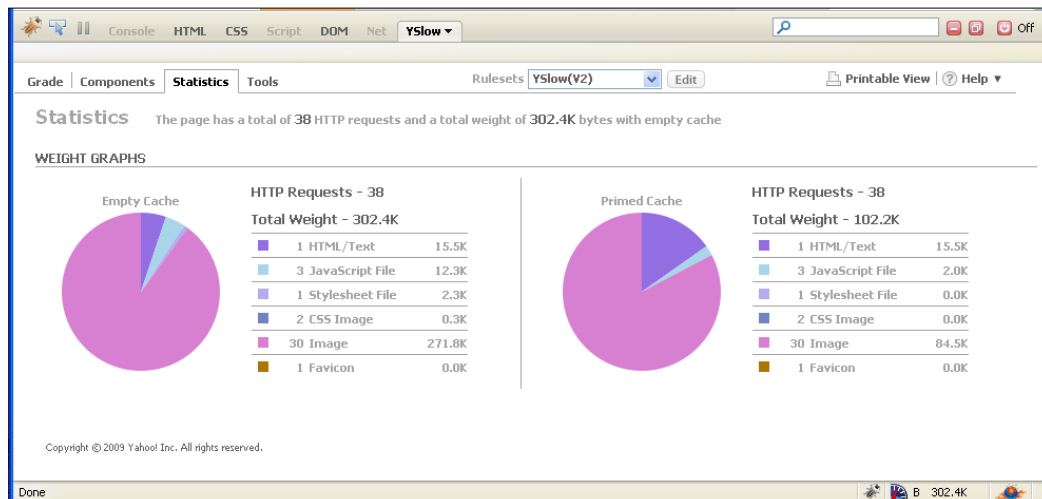 Console HTML CSS Script DOM Net YSlow Off
Grade Components Statistics Tools Rulesets YSlow(V2) Edit Printable View ? Help
Statistics The page has a total of 38 HTTP requests and a total weight of 302.4K bytes with empty cache
WEIGHT GRAPHS
Empty Cache
HTTP Requests - 38
Total Weight - 302.4K
1 HTML/Text 15.5K
3 JavaScript File 12.3K
1 Stylesheet File 2.3K
2 CSS Image 0.3K
30 Image 271.8K
1 Favicon 0.0K
Primed Cache
HTTP Requests - 38
Total Weight - 102.2K
1 HTML/Text 15.5K
3 JavaScript File 2.0K
1 Stylesheet File 0.0K
2 CSS Image 0.0K
30 Image 84.5K
1 Favicon 0.0K
Copyright © 2009 Yahoo! Inc. All rights reserved.
Done B 302.4K